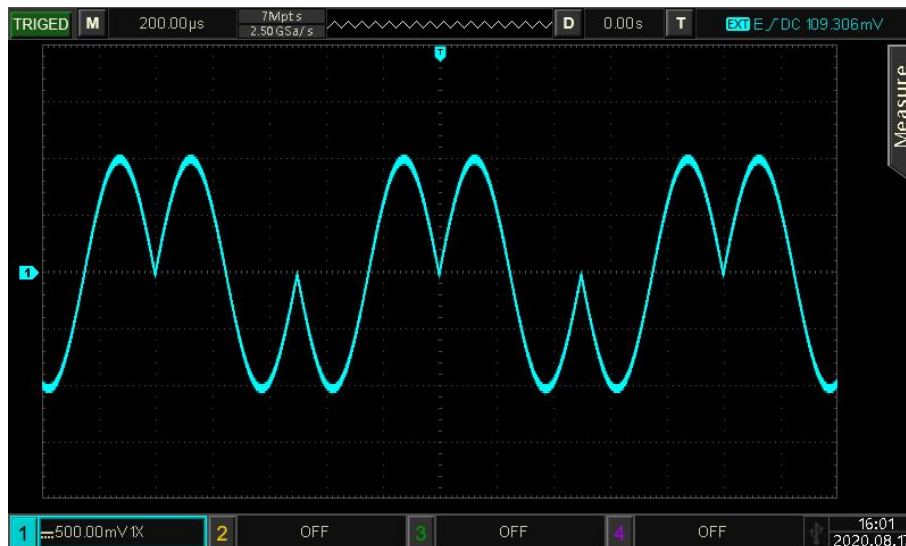 TRIGED M 200.00μs 7Mpts D 0.00s T EXT E DC 109.306mV
2.50GSa/s
T
Measure
1
1 500.00mV 1X 2 OFF 3 OFF 4 OFF 16:01
2020.08.17